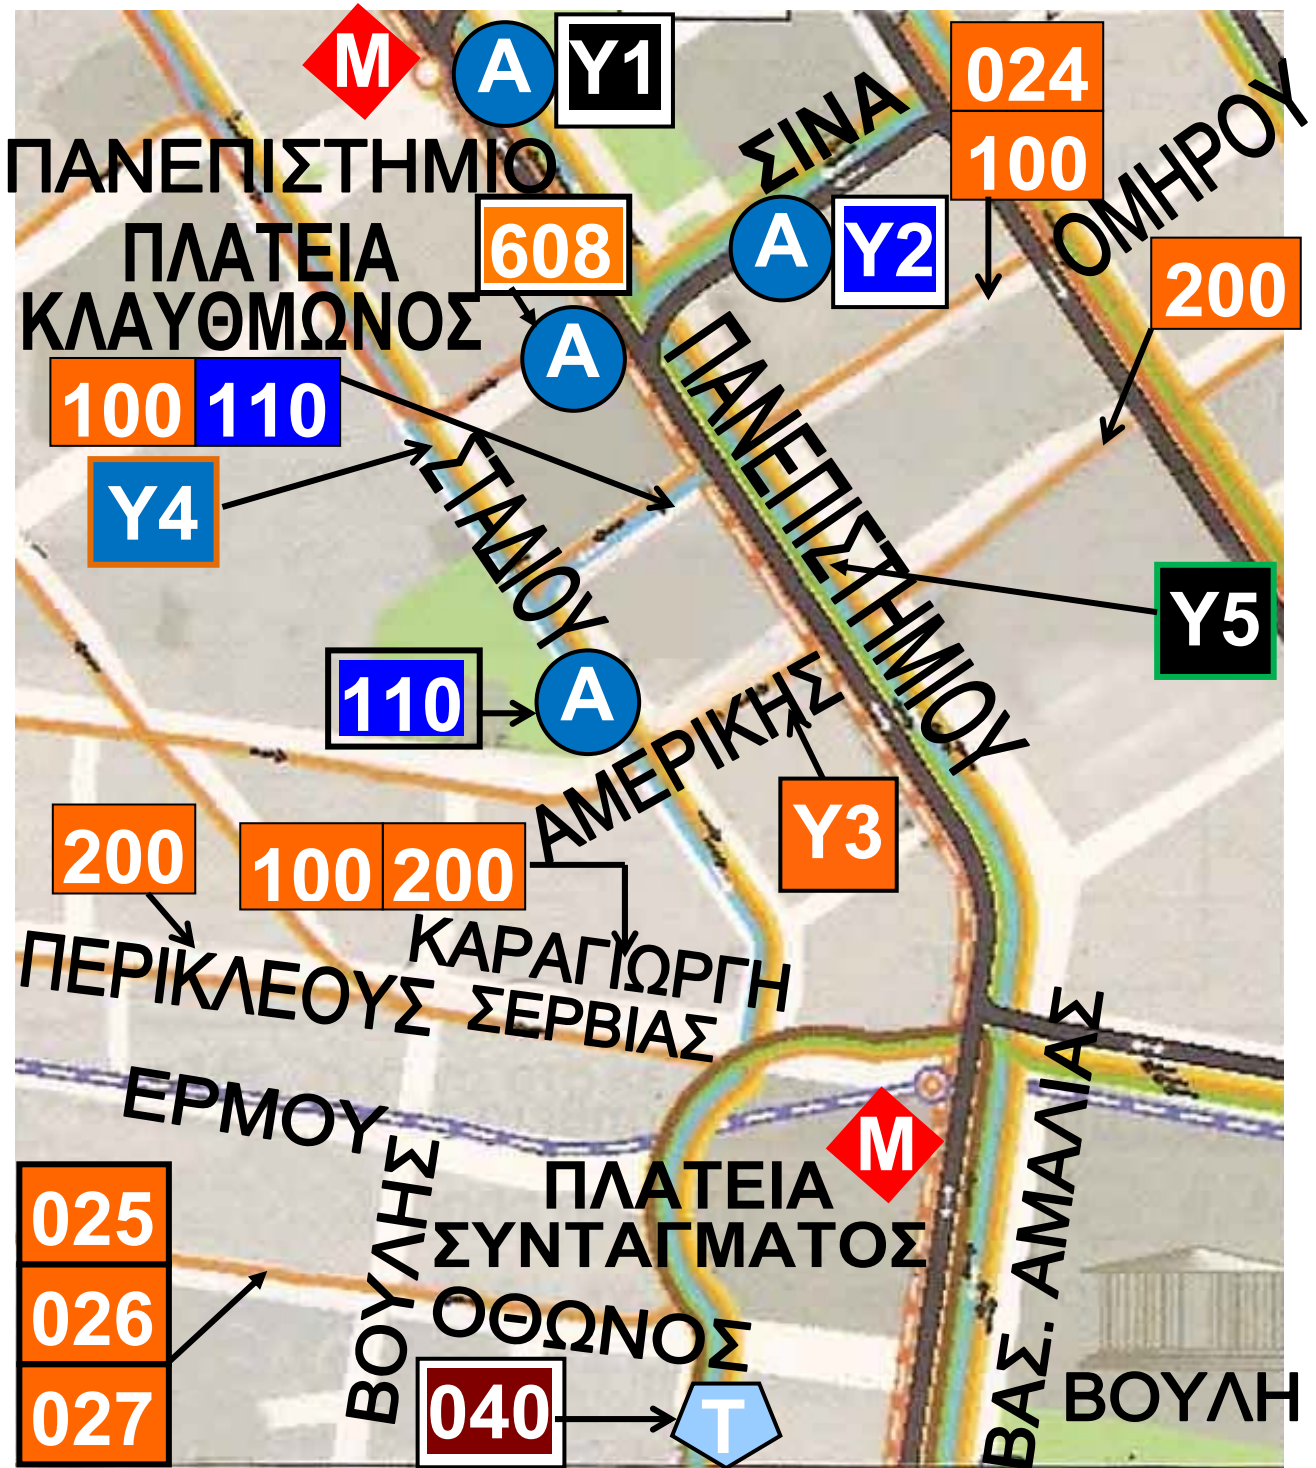 M
A
Y1
024
100
ΣΙΝΑ
ΟΜΗΡΟΥ
ΠΑΝΕΠΙΣΤΗΜΙΟ
608
A
Y2
200
ΠΛΑΤΕΙΑ
ΚΛΑΥΘΜΩΝΟΣ
A
100 110
Y4
ΣΤΑΔΙΟΥ
ΠΑΝΕΠΙΣΤΗΜΙΟΥ
Y5
110
A
ΑΜΕΡΙΚΗΣ
Y3
200
100 200
ΚΑΡΑΓΙΩΡΓΗ
ΣΕΡΒΙΑΣ
ΠΕΡΙΚΛΕΟΥΣ
ΕΡΜΟΥ
ΒΟΥΛΗΣ
M
ΠΛΑΤΕΙΑ
ΣΥΝΤΑΓΜΑΤΟΣ
ΒΑΣ. ΑΜΑΛΙΑΣ
025
026
027
ΟΘΩΝΟΣ
040
T
ΒΟΥΛΗ